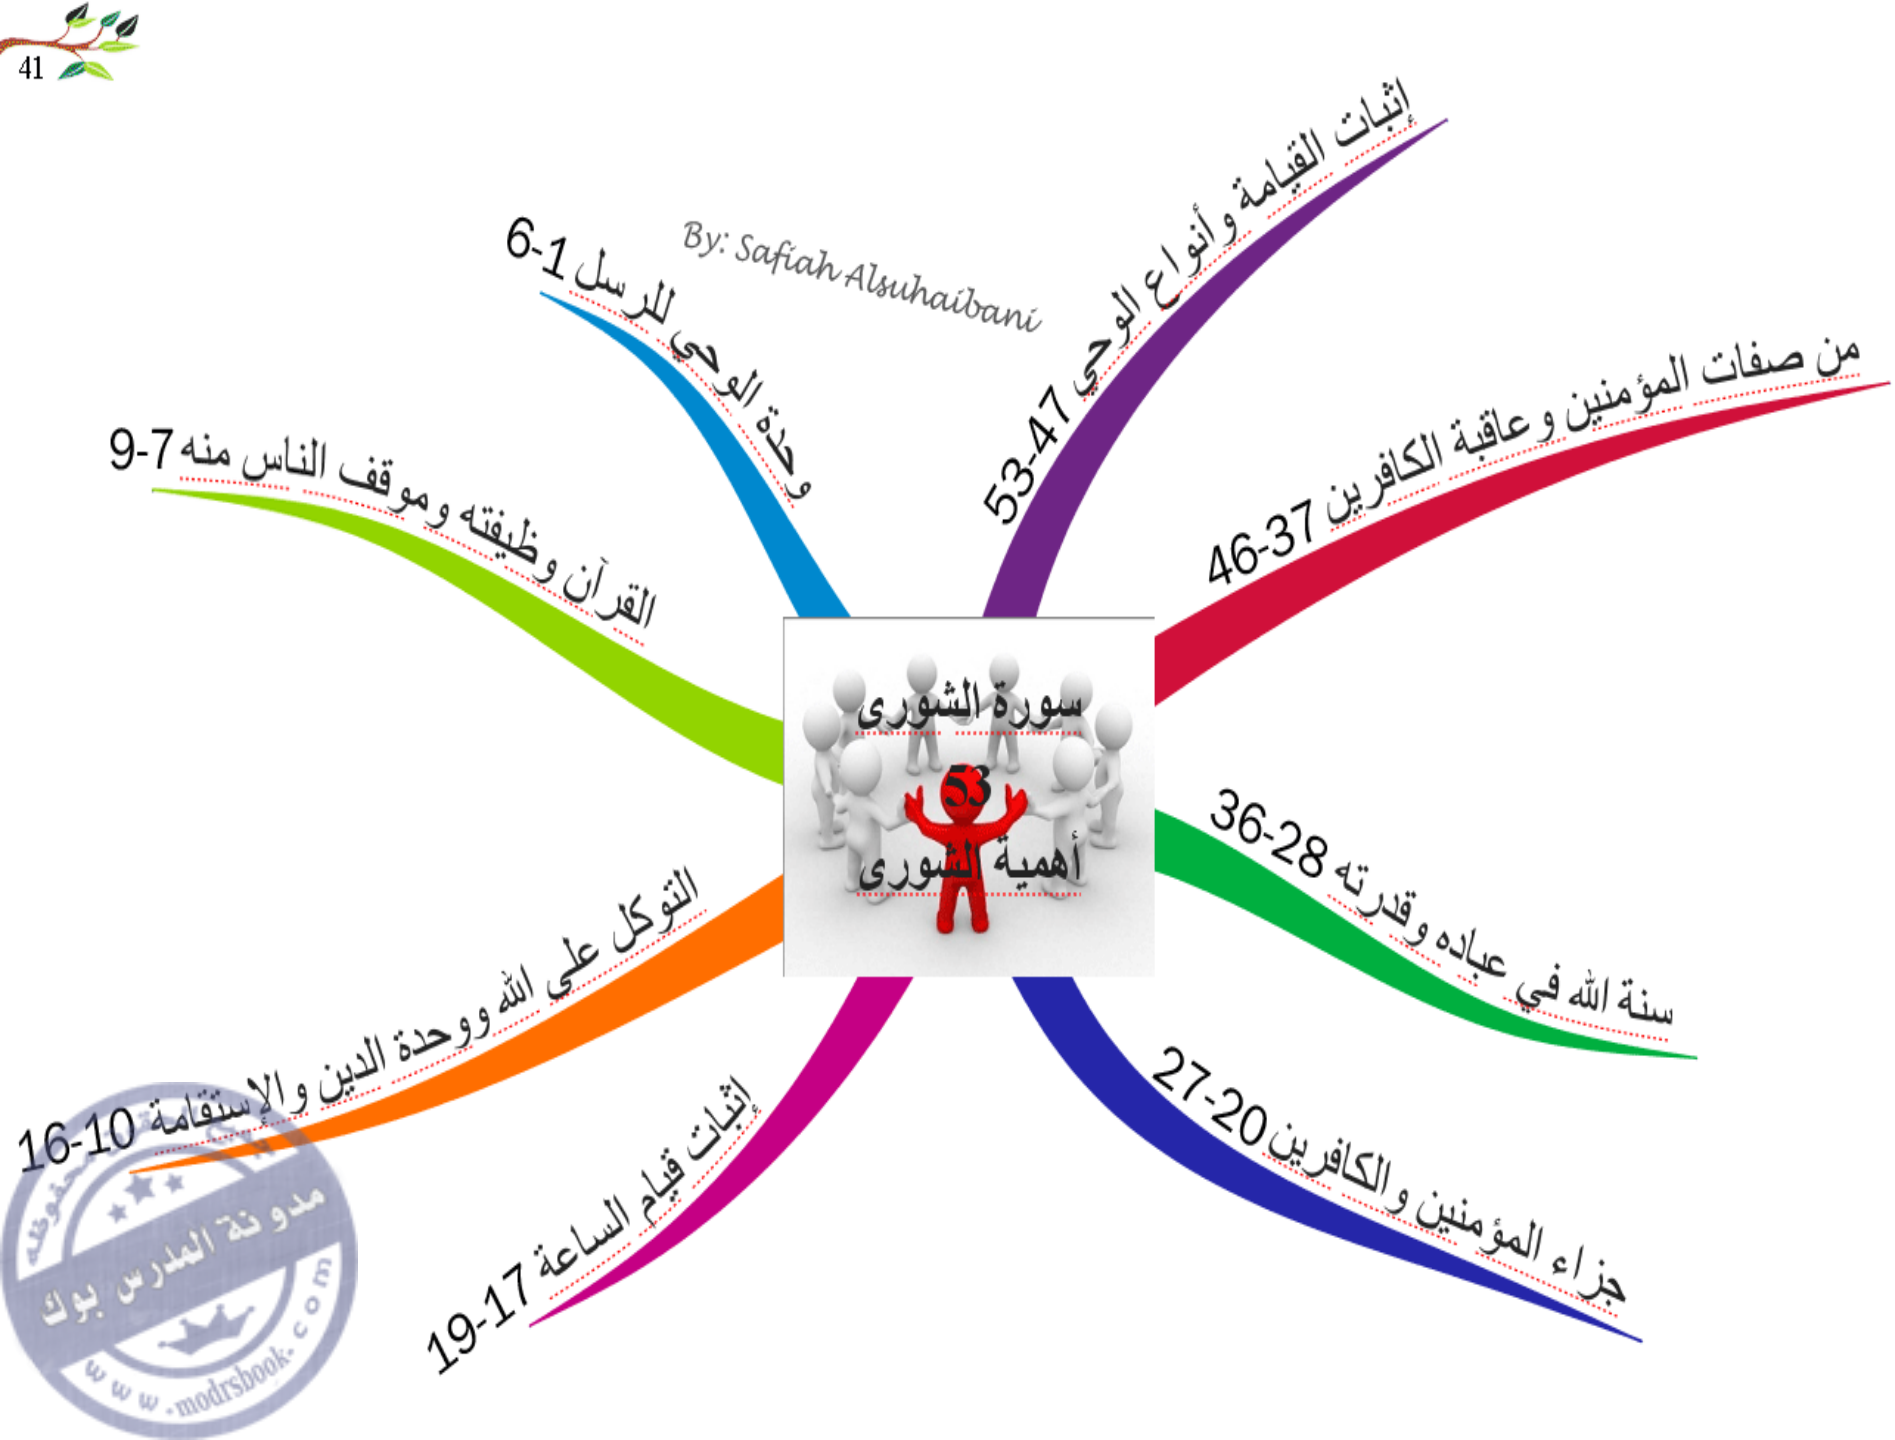 41
By: Safiah Alsuhaibani
سورة الشورى
53
أهمية الشورى
وحدة الوحي للرسل 1-6
القرآن وظيفته وموقف الناس منه 7-9
التوكل على الله ووحدة الدين والإستقامة 10-16
إثبات قيام الساعة 17-19
جزاء المؤمنين والكافرين 20-27
سنة الله في عباده وقدرته 28-36
من صفات المؤمنين وعاقبة الكافرين 37-46
إثبات القيامة وأنواع الوحي 47-53
مدونة المدرس بوك
www.modrsbook.com